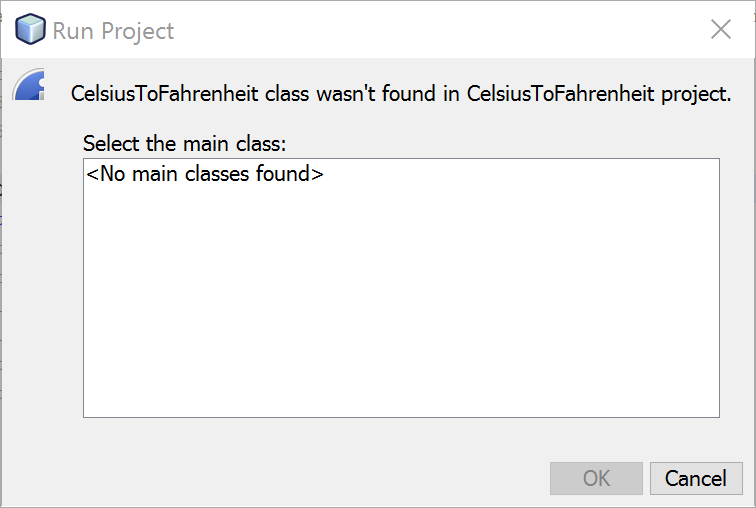 Run Project
CelsiusToFahrenheit class wasn't found in CelsiusToFahrenheit project.
Select the main class:
<No main classes found>
OK
Cancel